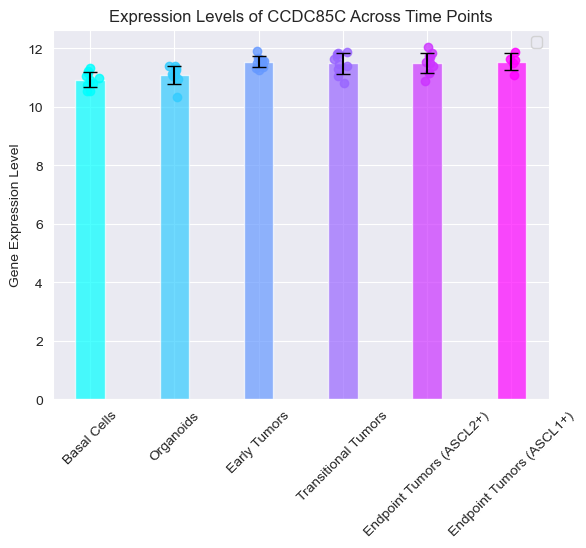 Expression Levels of CCDC85C Across Time Points
Gene Expression Level
12
10
8
6
4
2
0
Basal Cells
Organoids
Early Tumors
Transitional Tumors
Endpoint Tumors (ASCL2+)
Endpoint Tumors (ASCL1+)